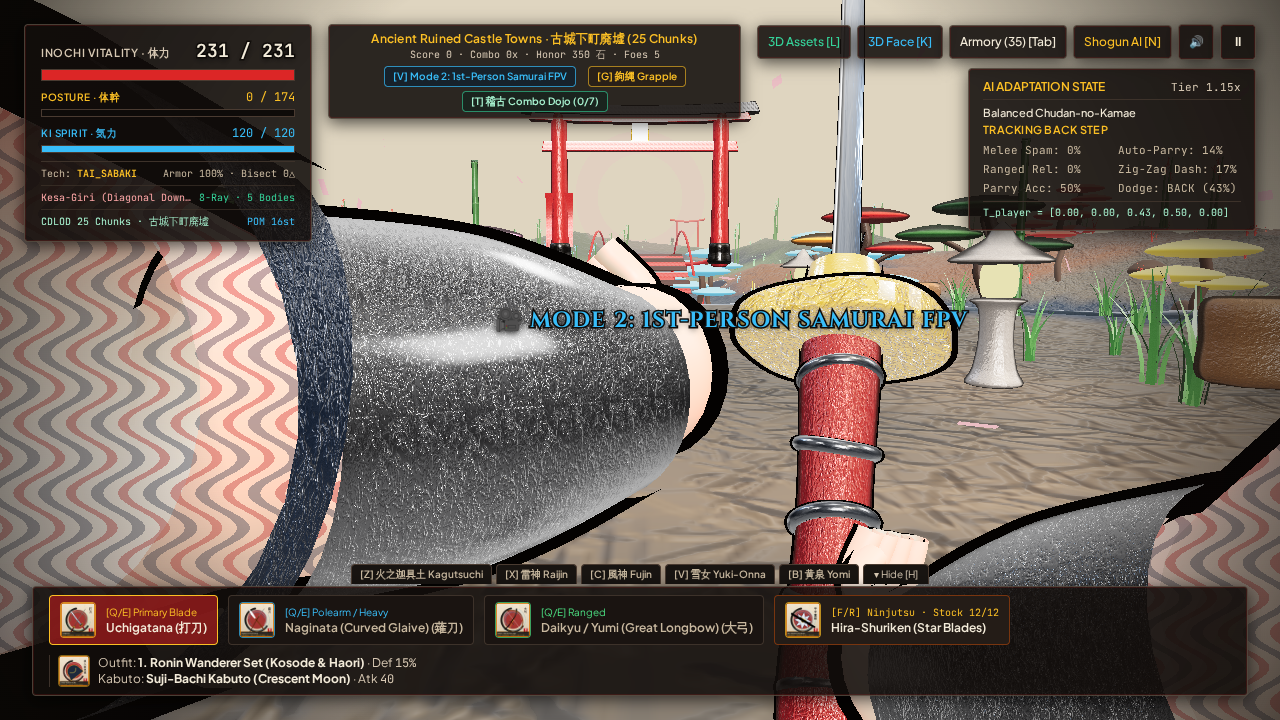 INOCHI VITALITY · 体力 231 / 231
POSTURE · 体幹 0 / 174
KI SPIRIT · 気力 120 / 120
Tech: TAI_SABAKI Armor 100% · Bisect 0△
Kesa-Giri (Diagonal Down… 8-Ray · 5 Bodies
CDLOD 25 Chunks · 古城下町廃墟 POM 16st
Ancient Ruined Castle Towns · 古城下町廃墟 (25 Chunks)
Score 0 · Combo 0x · Honor 350 石 · Foes 5
[V] Mode 2: 1st-Person Samurai FPV
[G] 鉤縄 Grapple
[T] 稽古 Combo Dojo (0/7)
3D Assets [L]
3D Face [K]
Armory (35) [Tab]
Shogun AI [N]
AI ADAPTATION STATE Tier 1.15x
Balanced Chudan-no-Kamae
TRACKING BACK STEP
Melee Spam: 0% Auto-Parry: 14%
Ranged Rel: 0% Zig-Zag Dash: 17%
Parry Acc: 50% Dodge: BACK (43%)
T_player = [0.00, 0.00, 0.43, 0.50, 0.00]
MODE 2: 1ST-PERSON SAMURAI FPV
[Z] 火之迦具土 Kagutsuchi
[X] 雷神 Raijin
[C] 風神 Fujin
[V] 雪女 Yuki-Onna
[B] 黄泉 Yomi
▾ Hide [H]
[Q/E] Primary Blade
Uchigatana (打刀)
[Q/E] Polearm / Heavy
Naginata (Curved Glaive) (薙刀)
[Q/E] Ranged
Daikyu / Yumi (Great Longbow) (大弓)
[F/R] Ninjutsu · Stock 12/12
Hira-Shuriken (Star Blades)
Outfit: 1. Ronin Wanderer Set (Kosode & Haori) · Def 15%
Kabuto: Suji-Bachi Kabuto (Crescent Moon) · Atk 40